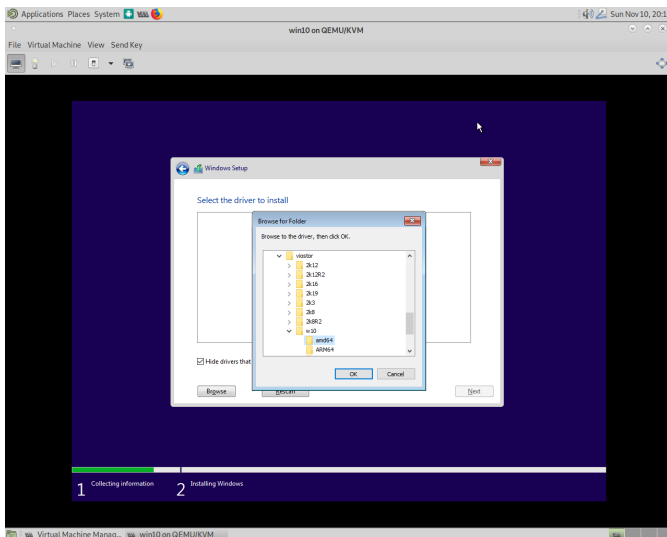 Applications Places System Sun Nov 10, 20:1
win10 on QEMU/KVM
File Virtual Machine View Send Key
Windows Setup
Select the driver to install
Browse for Folder
Browse to the driver, then click OK.
viostor
2k12
2k12R2
2k16
2k19
2k3
2k8
2k8R2
w10
amd64
ARM64
Hide drivers that
OK Cancel
Browse Rescan Next
1 Collecting information 2 Installing Windows
Virtual Machine Manag... win10 on QEMU/KVM